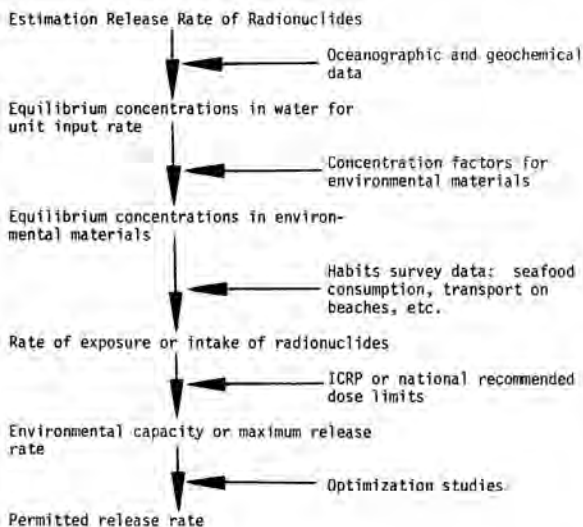 Estimation Release Rate of Radionuclides
Oceanographic and geochemical
data
Equilibrium concentrations in water for
unit input rate
Concentration factors for
environmental materials
Equilibrium concentrations in environ-
mental materials
Habits survey data: seafood
consumption, transport on
beaches, etc.
Rate of exposure or intake of radionuclides
ICRP or national recommended
dose limits
Environmental capacity or maximum release
rate
Optimization studies
Permitted release rate